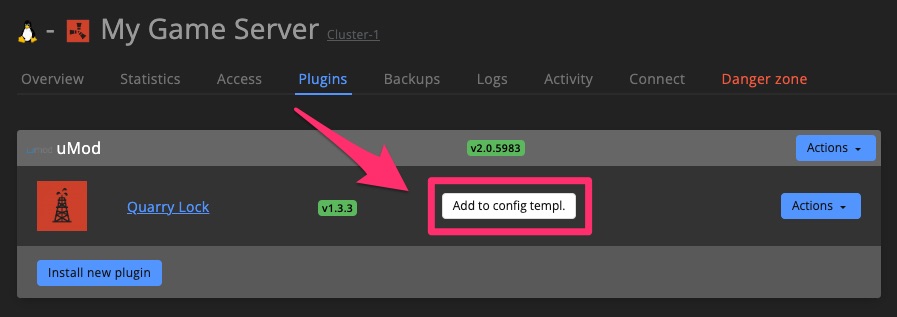 - My Game Server Cluster-1
Overview Statistics Access Plugins Backups Logs Activity Connect Danger zone
uMod uMod v2.0.5983 Actions
Quarry Lock v1.3.3 Add to config templ. Actions
Install new plugin